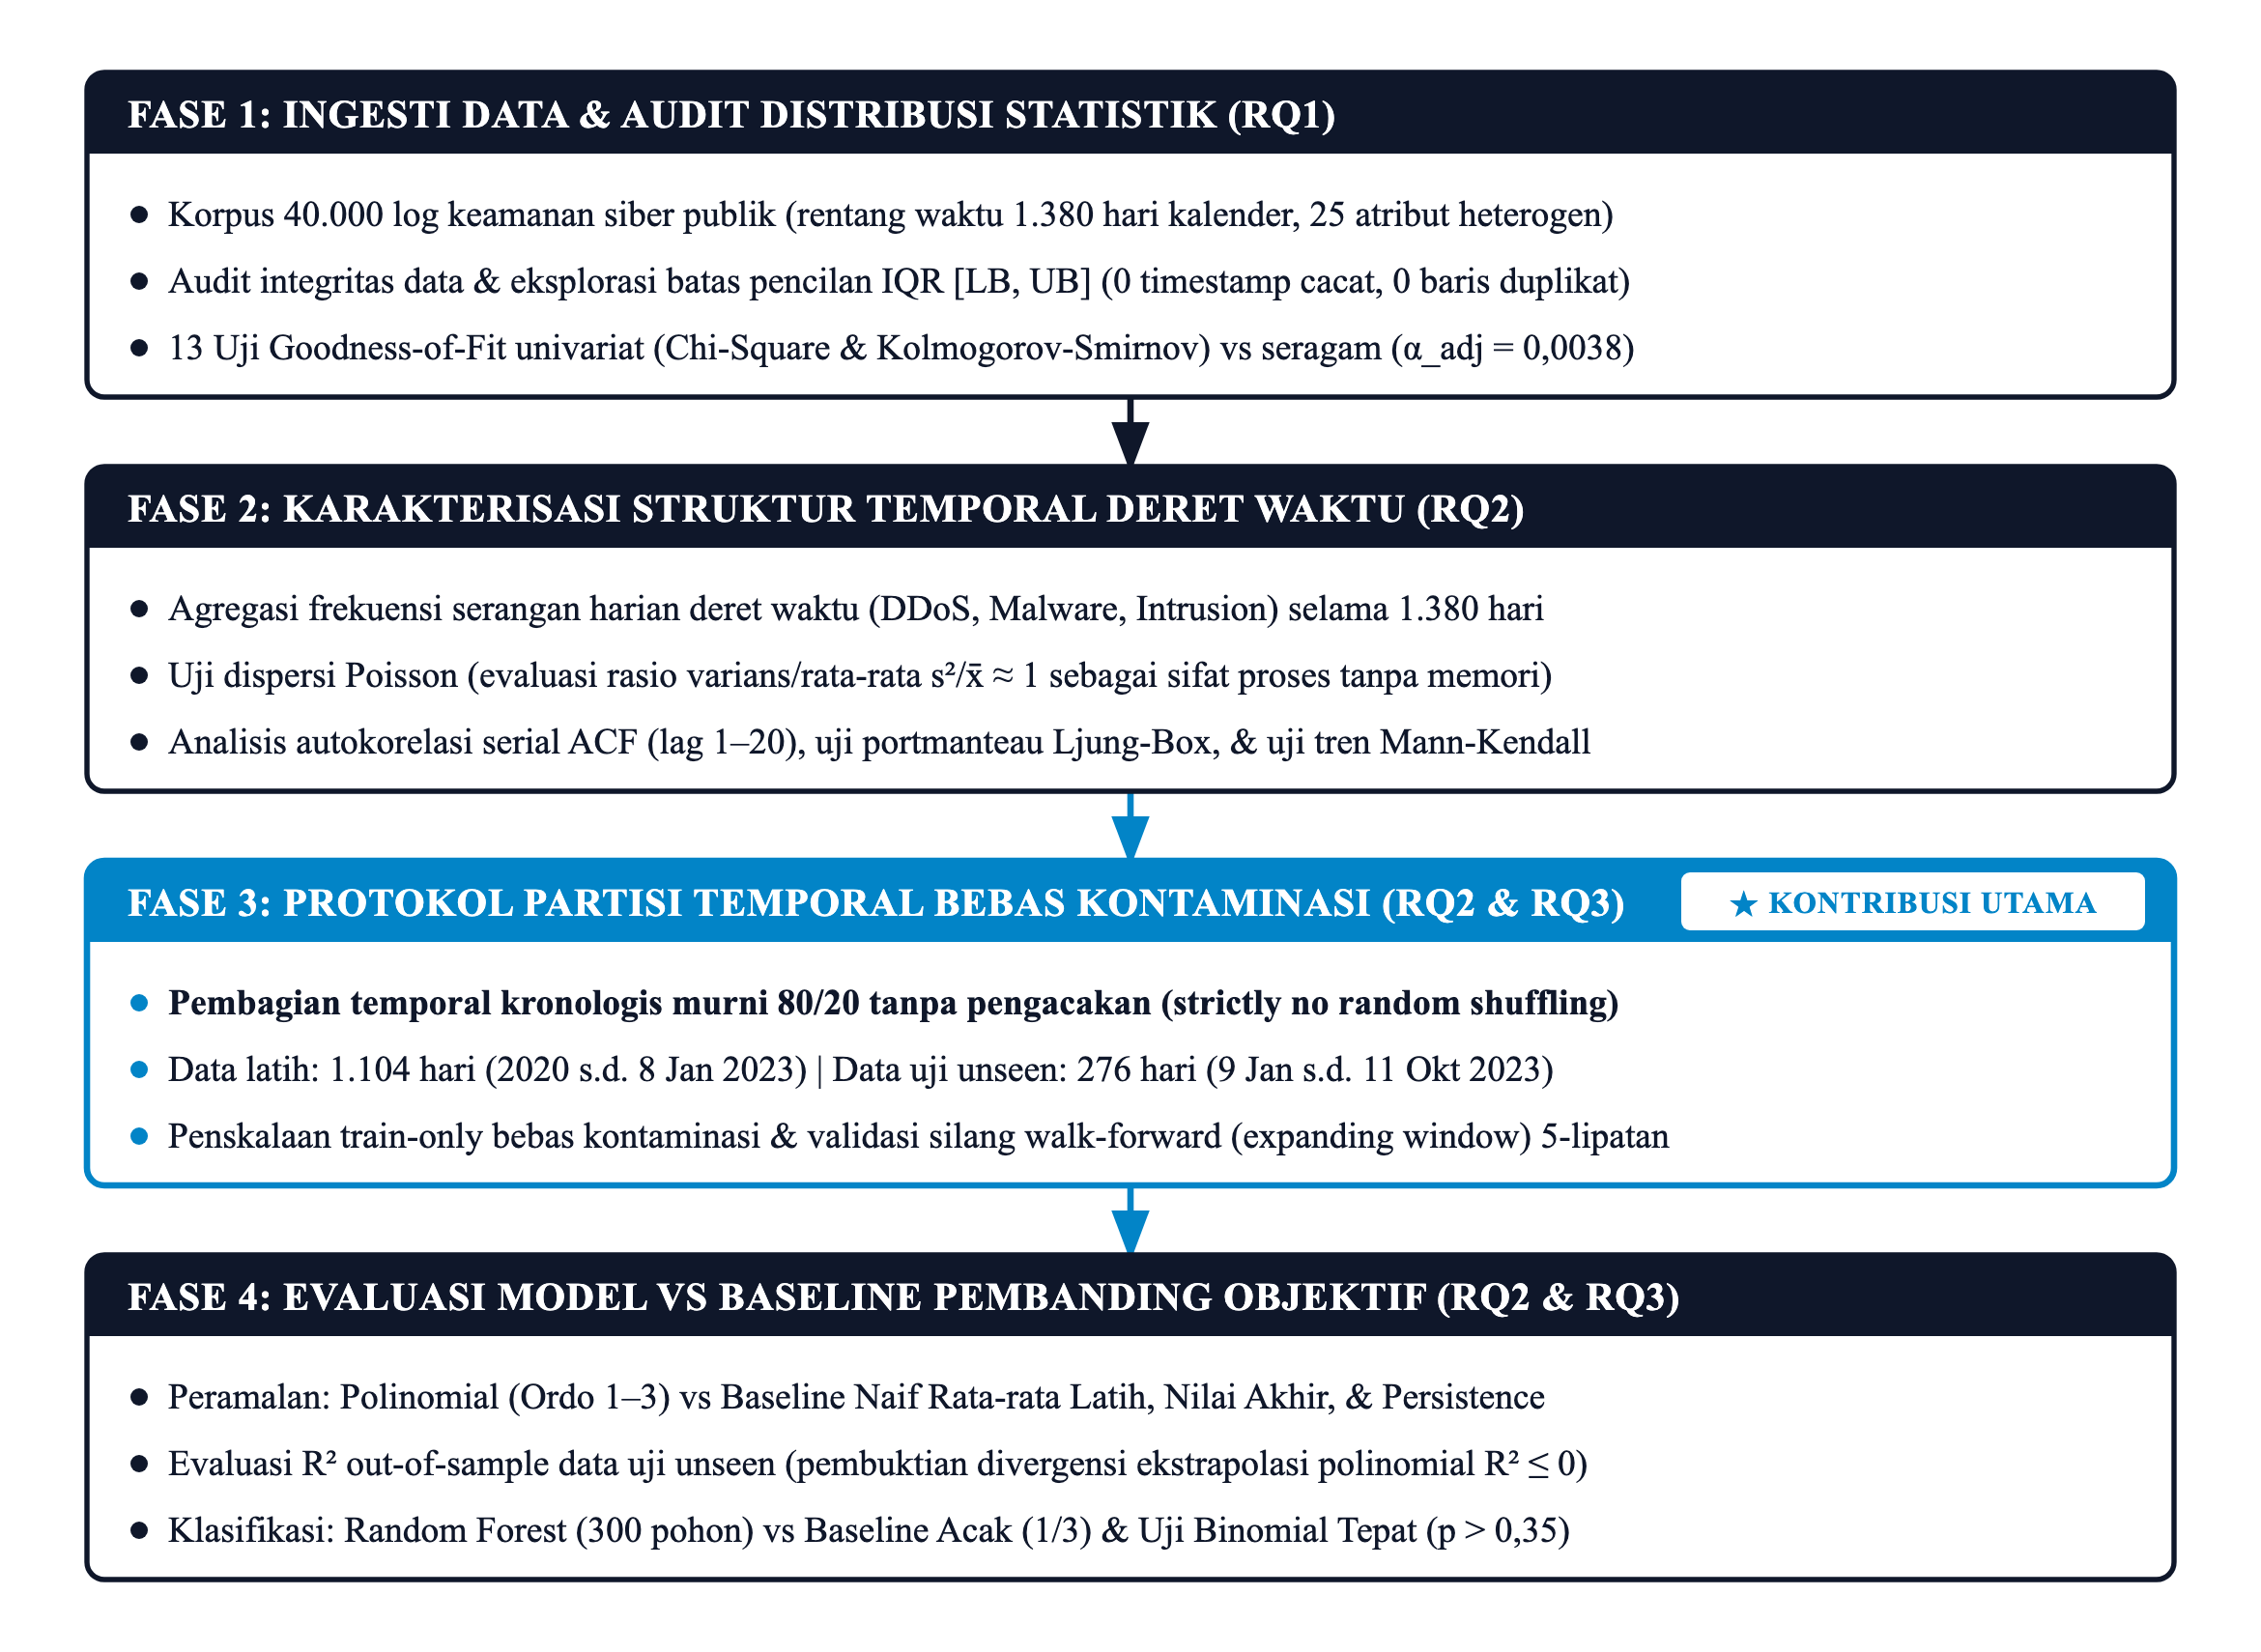 FASE 1: INGESTI DATA & AUDIT DISTRIBUSI STATISTIK (RQ1)
● Korpus 40.000 log keamanan siber publik (rentang waktu 1.380 hari kalender, 25 atribut heterogen)
● Audit integritas data & eksplorasi batas pencilan IQR [LB, UB] (0 timestamp cacat, 0 baris duplikat)
● 13 Uji Goodness-of-Fit univariat (Chi-Square & Kolmogorov-Smirnov) vs seragam (α_adj = 0,0038)
FASE 2: KARAKTERISASI STRUKTUR TEMPORAL DERET WAKTU (RQ2)
● Agregasi frekuensi serangan harian deret waktu (DDoS, Malware, Intrusion) selama 1.380 hari
● Uji dispersi Poisson (evaluasi rasio varians/rata-rata s²/x̄ ≈ 1 sebagai sifat proses tanpa memori)
● Analisis autokorelasi serial ACF (lag 1–20), uji portmanteau Ljung-Box, & uji tren Mann-Kendall
FASE 3: PROTOKOL PARTISI TEMPORAL BEBAS KONTAMINASI (RQ2 & RQ3)
★ KONTRIBUSI UTAMA
● Pembagian temporal kronologis murni 80/20 tanpa pengacakan (strictly no random shuffling)
● Data latih: 1.104 hari (2020 s.d. 8 Jan 2023) | Data uji unseen: 276 hari (9 Jan s.d. 11 Okt 2023)
● Penskalaan train-only bebas kontaminasi & validasi silang walk-forward (expanding window) 5-lipatan
FASE 4: EVALUASI MODEL VS BASELINE PEMBANDING OBJEKTIF (RQ2 & RQ3)
● Peramalan: Polinomial (Ordo 1–3) vs Baseline Naif Rata-rata Latih, Nilai Akhir, & Persistence
● Evaluasi R² out-of-sample data uji unseen (pembuktian divergensi ekstrapolasi polinomial R² ≤ 0)
● Klasifikasi: Random Forest (300 pohon) vs Baseline Acak (1/3) & Uji Binomial Tepat (p > 0,35)